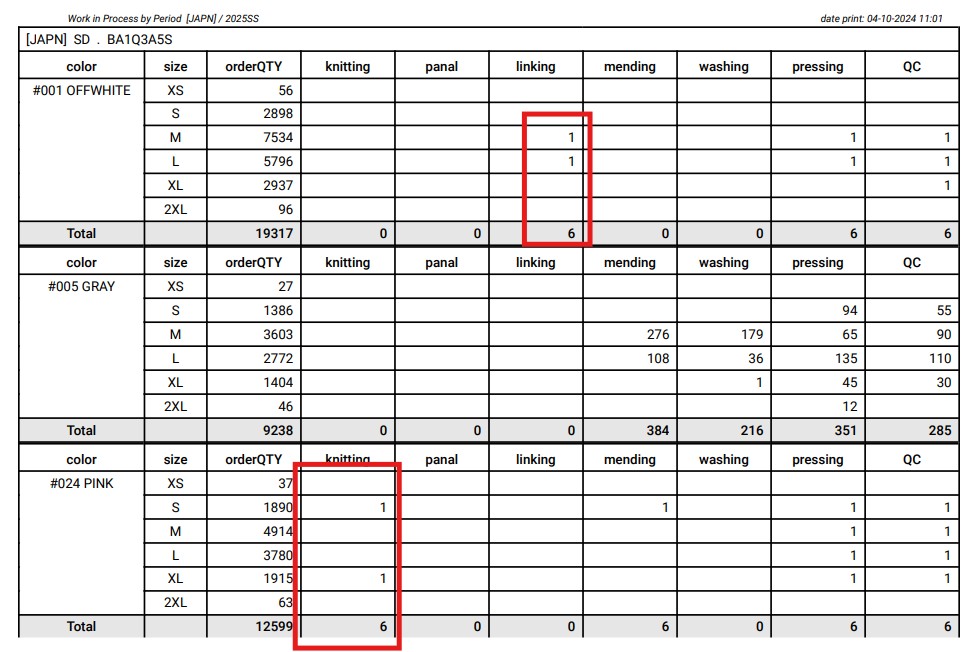 Work in Process by Period [JAPN] / 2025SS date print: 04-10-2024 11:01
[JAPN] SD . BA1Q3A5S
color size orderQTY knitting panal linking mending washing pressing QC
#001 OFFWHITE XS 56
S 2898
M 7534 1 1 1
L 5796 1 1 1
XL 2937 1
2XL 96
Total 19317 0 0 6 0 0 6 6
color size orderQTY knitting panal linking mending washing pressing QC
#005 GRAY XS 27
S 1386 94 55
M 3603 276 179 65 90
L 2772 108 36 135 110
XL 1404 1 45 30
2XL 46 12
Total 9238 0 0 0 384 216 351 285
color size orderQTY knitting panal linking mending washing pressing QC
#024 PINK XS 37
S 1890 1 1 1 1
M 4914 1 1
L 3780 1 1
XL 1915 1 1 1
2XL 63
Total 12599 6 0 0 6 0 6 6